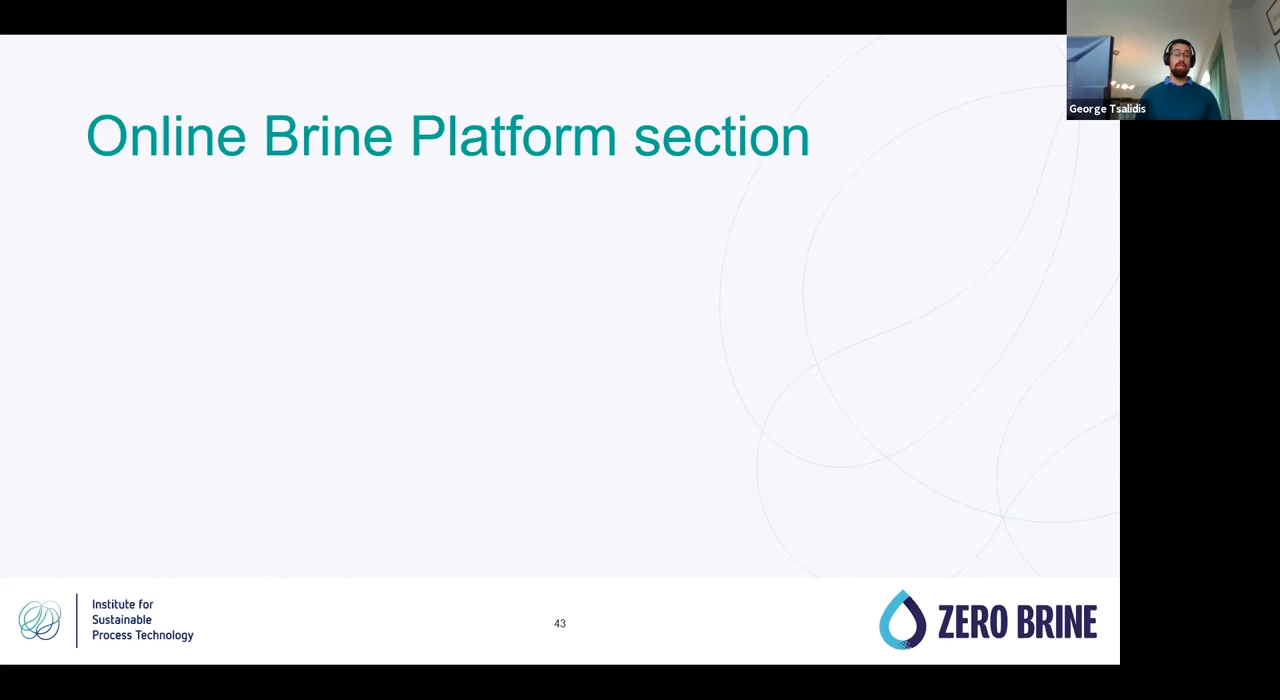 Online Brine Platform section
George Tsalidis
Institute for
Sustainable
Process Technology
43
ZERO BRINE